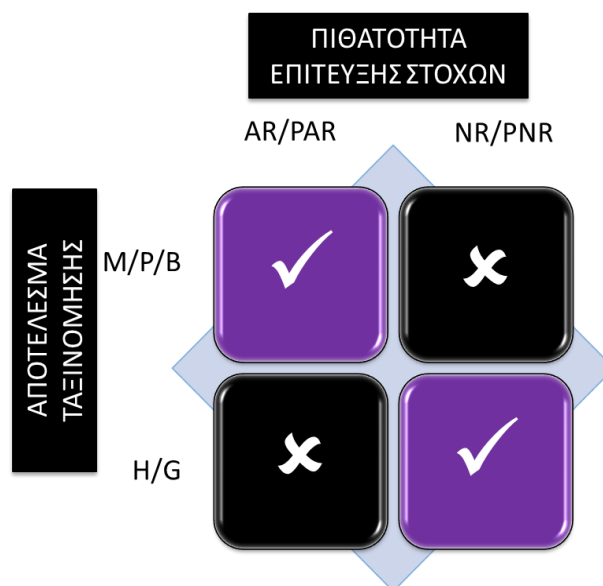 ΠΙΘΑΤΟΤΗΤΑ
ΕΠΙΤΕΥΞΗΣ ΣΤΟΧΩΝ
AR/PAR
NR/PNR
ΑΠΟΤΕΛΕΣΜΑ
ΤΑΞΙΝΟΜΗΣΗΣ
M/P/B
H/G